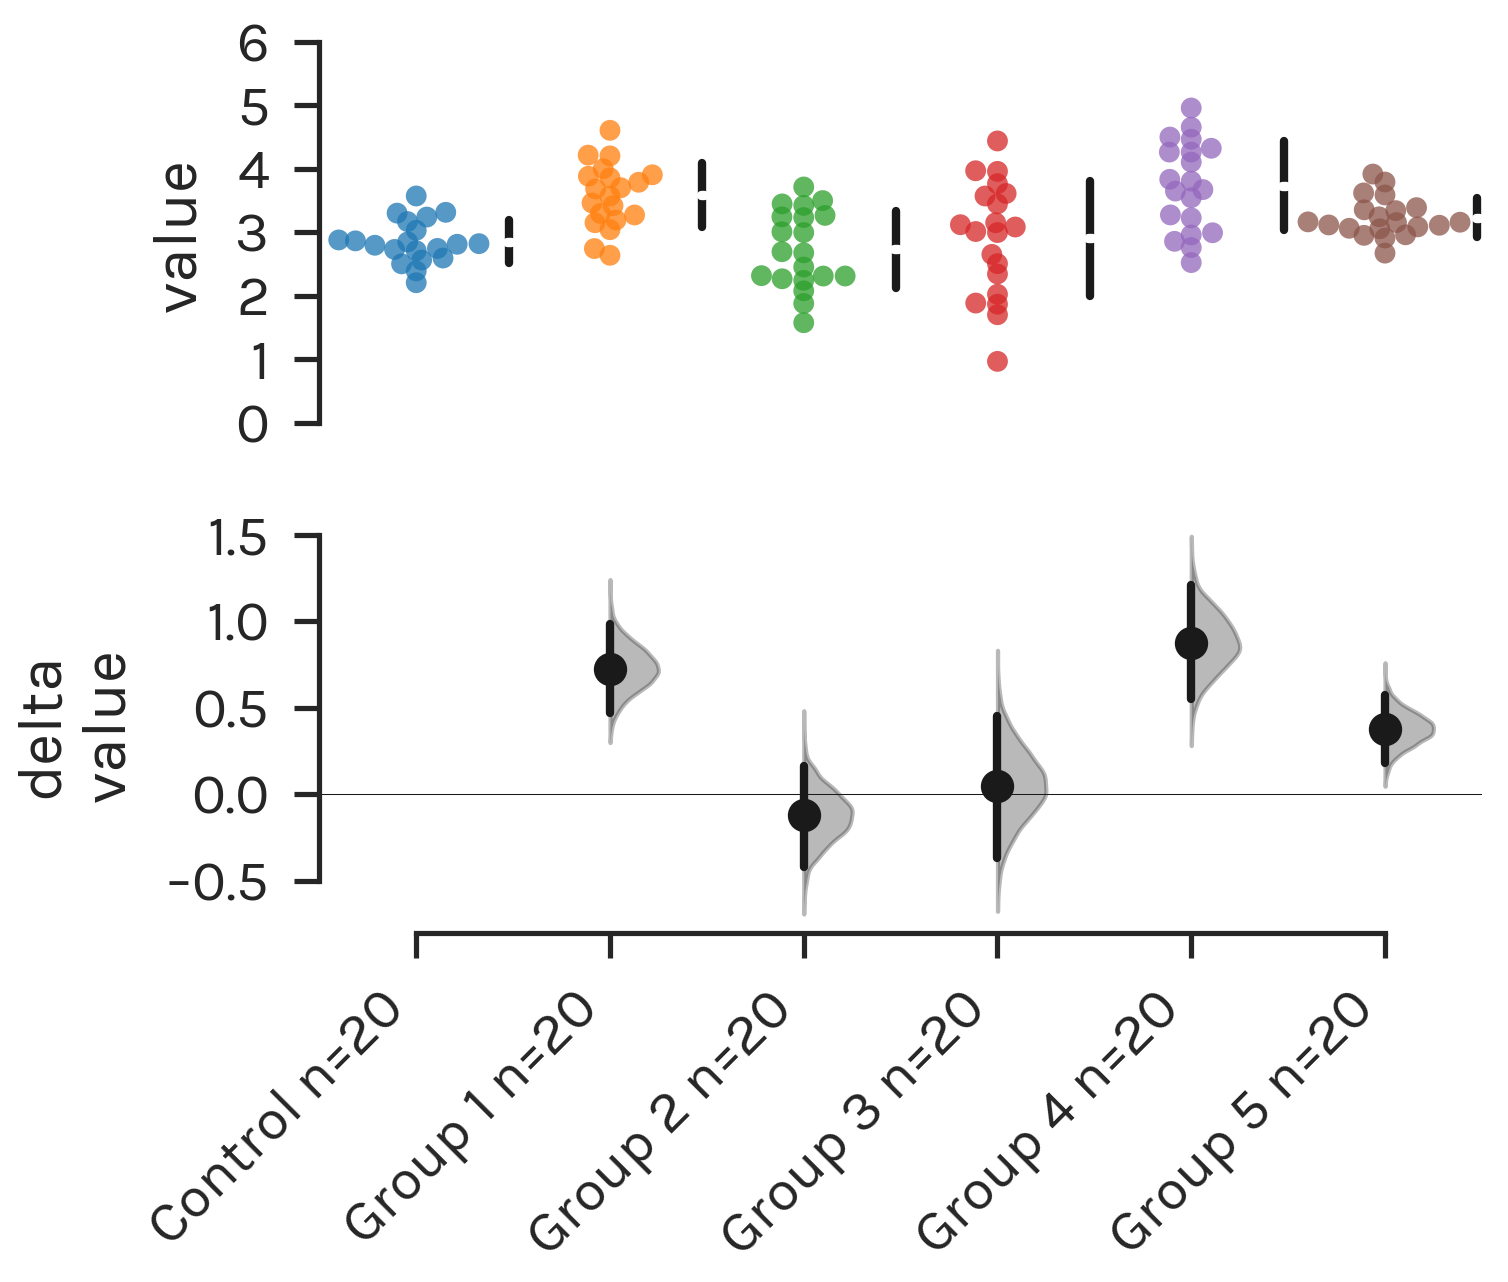 6
5
4
3
2
1
0
value
1.5
1.0
0.5
0.0
-0.5
delta
value
Control n=20
Group 1 n=20
Group 2 n=20
Group 3 n=20
Group 4 n=20
Group 5 n=20